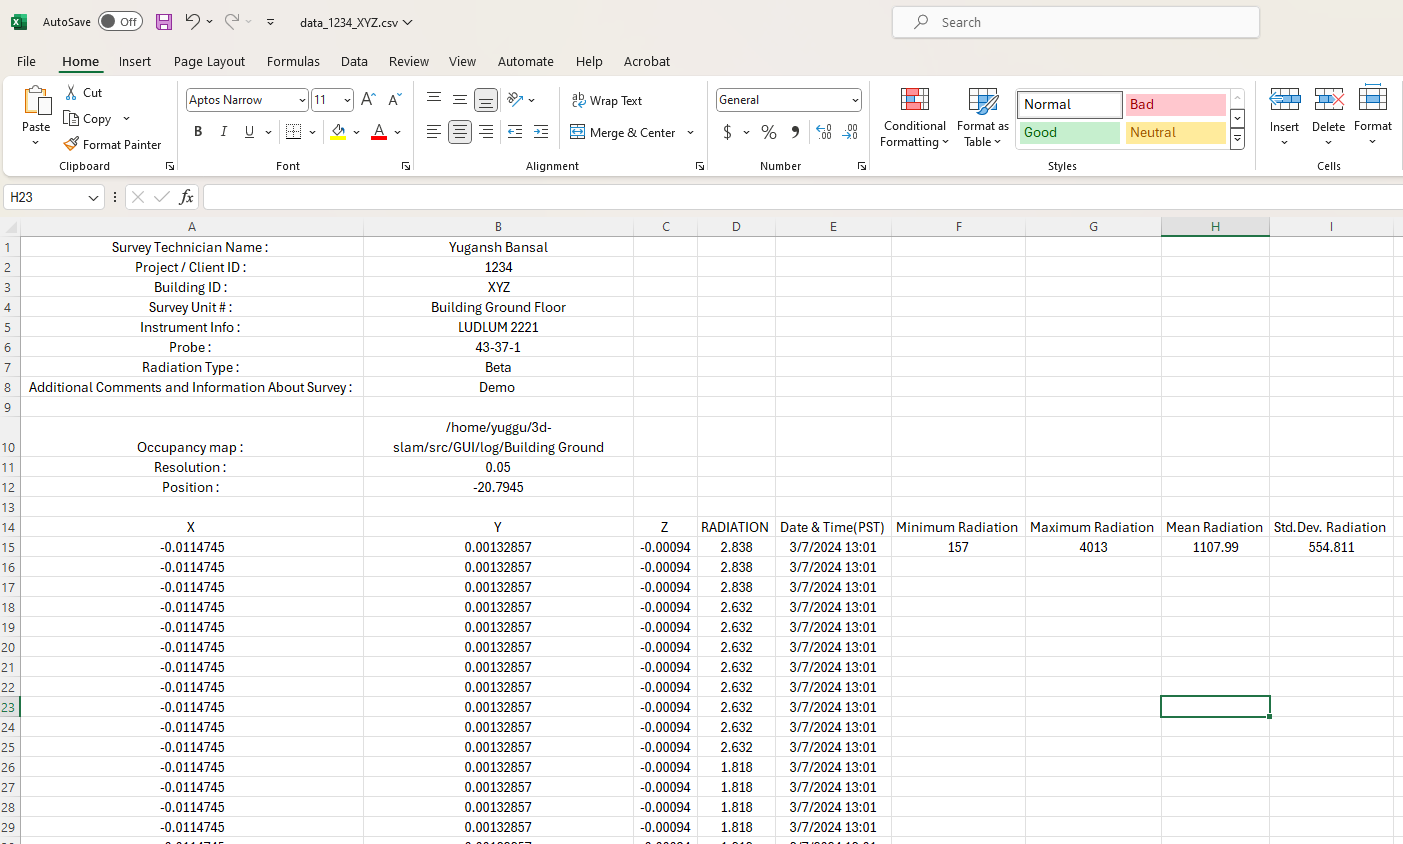 AutoSave Off data_1234_XYZ.csv Search
File Home Insert Page Layout Formulas Data Review View Automate Help Acrobat
Paste Cut Copy Format Painter Clipboard
Aptos Narrow 11 B I U A Font
Wrap Text Merge & Center Alignment
General $ % Number
Conditional Formatting Format as Table Normal Bad Good Neutral Styles
Insert Delete Format Cells
H23 fx
A B C D E F G H I
1 Survey Technician Name : Yugansh Bansal
2 Project / Client ID : 1234
3 Building ID : XYZ
4 Survey Unit # : Building Ground Floor
5 Instrument Info : LUDLUM 2221
6 Probe : 43-37-1
7 Radiation Type : Beta
8 Additional Comments and Information About Survey : Demo
9
/home/yuggu/3d-
10 Occupancy map : slam/src/GUI/log/Building Ground
11 Resolution : 0.05
12 Position : -20.7945
13
14 X Y Z RADIATION Date & Time(PST) Minimum Radiation Maximum Radiation Mean Radiation Std.Dev. Radiation
15 -0.0114745 0.00132857 -0.00094 2.838 3/7/2024 13:01 157 4013 1107.99 554.811
16 -0.0114745 0.00132857 -0.00094 2.838 3/7/2024 13:01
17 -0.0114745 0.00132857 -0.00094 2.838 3/7/2024 13:01
18 -0.0114745 0.00132857 -0.00094 2.632 3/7/2024 13:01
19 -0.0114745 0.00132857 -0.00094 2.632 3/7/2024 13:01
20 -0.0114745 0.00132857 -0.00094 2.632 3/7/2024 13:01
21 -0.0114745 0.00132857 -0.00094 2.632 3/7/2024 13:01
22 -0.0114745 0.00132857 -0.00094 2.632 3/7/2024 13:01
23 -0.0114745 0.00132857 -0.00094 2.632 3/7/2024 13:01
24 -0.0114745 0.00132857 -0.00094 2.632 3/7/2024 13:01
25 -0.0114745 0.00132857 -0.00094 2.632 3/7/2024 13:01
26 -0.0114745 0.00132857 -0.00094 1.818 3/7/2024 13:01
27 -0.0114745 0.00132857 -0.00094 1.818 3/7/2024 13:01
28 -0.0114745 0.00132857 -0.00094 1.818 3/7/2024 13:01
29 -0.0114745 0.00132857 -0.00094 1.818 3/7/2024 13:01